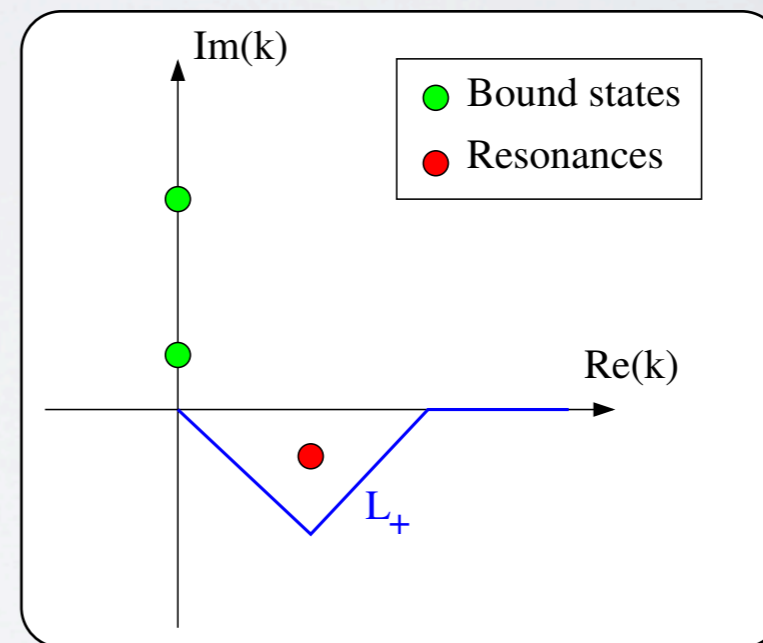 Im(k)
Bound states
Resonances
Re(k)
L+